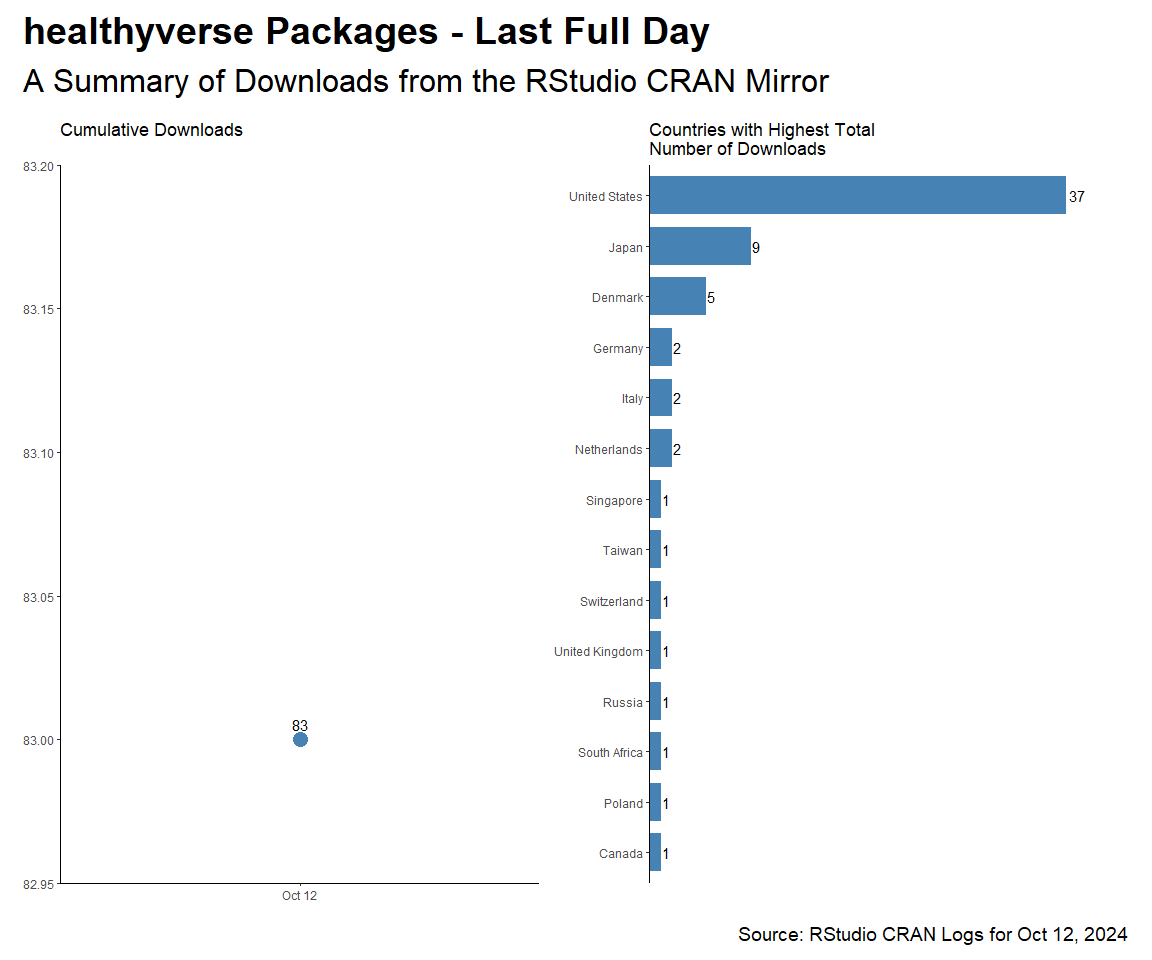 healthyverse Packages - Last Full Day
A Summary of Downloads from the RStudio CRAN Mirror
Cumulative Downloads
83.20
83.15
83.10
83.05
83.00
82.95
83
Oct 12
Countries with Highest Total
Number of Downloads
United States 37
Japan 9
Denmark 5
Germany 2
Italy 2
Netherlands 2
Singapore 1
Taiwan 1
Switzerland 1
United Kingdom 1
Russia 1
South Africa 1
Poland 1
Canada 1
Source: RStudio CRAN Logs for Oct 12, 2024